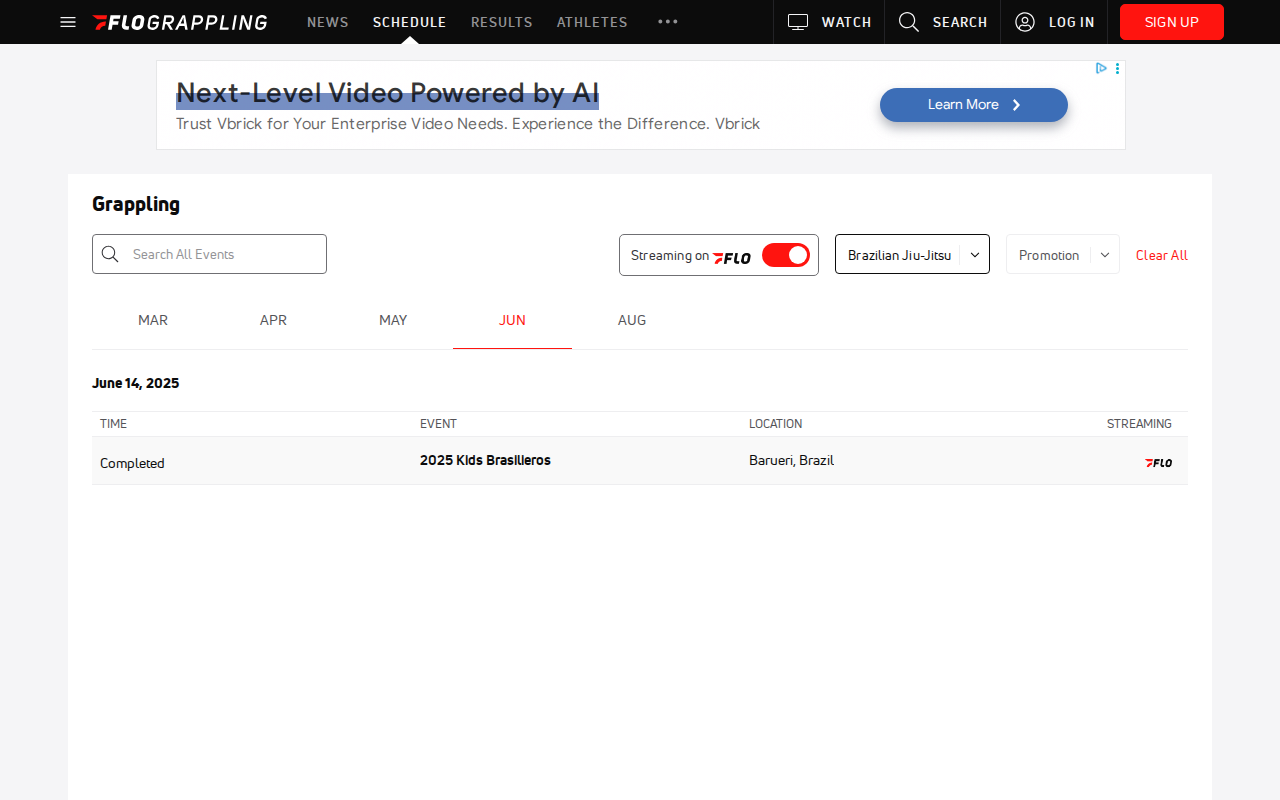 FLOGRAPPLING NEWS SCHEDULE RESULTS ATHLETES WATCH SEARCH LOG IN SIGN UP
Next-Level Video Powered by AI
Trust Vbrick for Your Enterprise Video Needs. Experience the Difference. Vbrick
Learn More
Grappling
Search All Events
Streaming on FLO
Brazilian Jiu-Jitsu
Promotion
Clear All
MAR APR MAY JUN AUG
June 14, 2025
TIME EVENT LOCATION STREAMING
Completed 2025 Kids Brasilieros Barueri, Brazil FLO